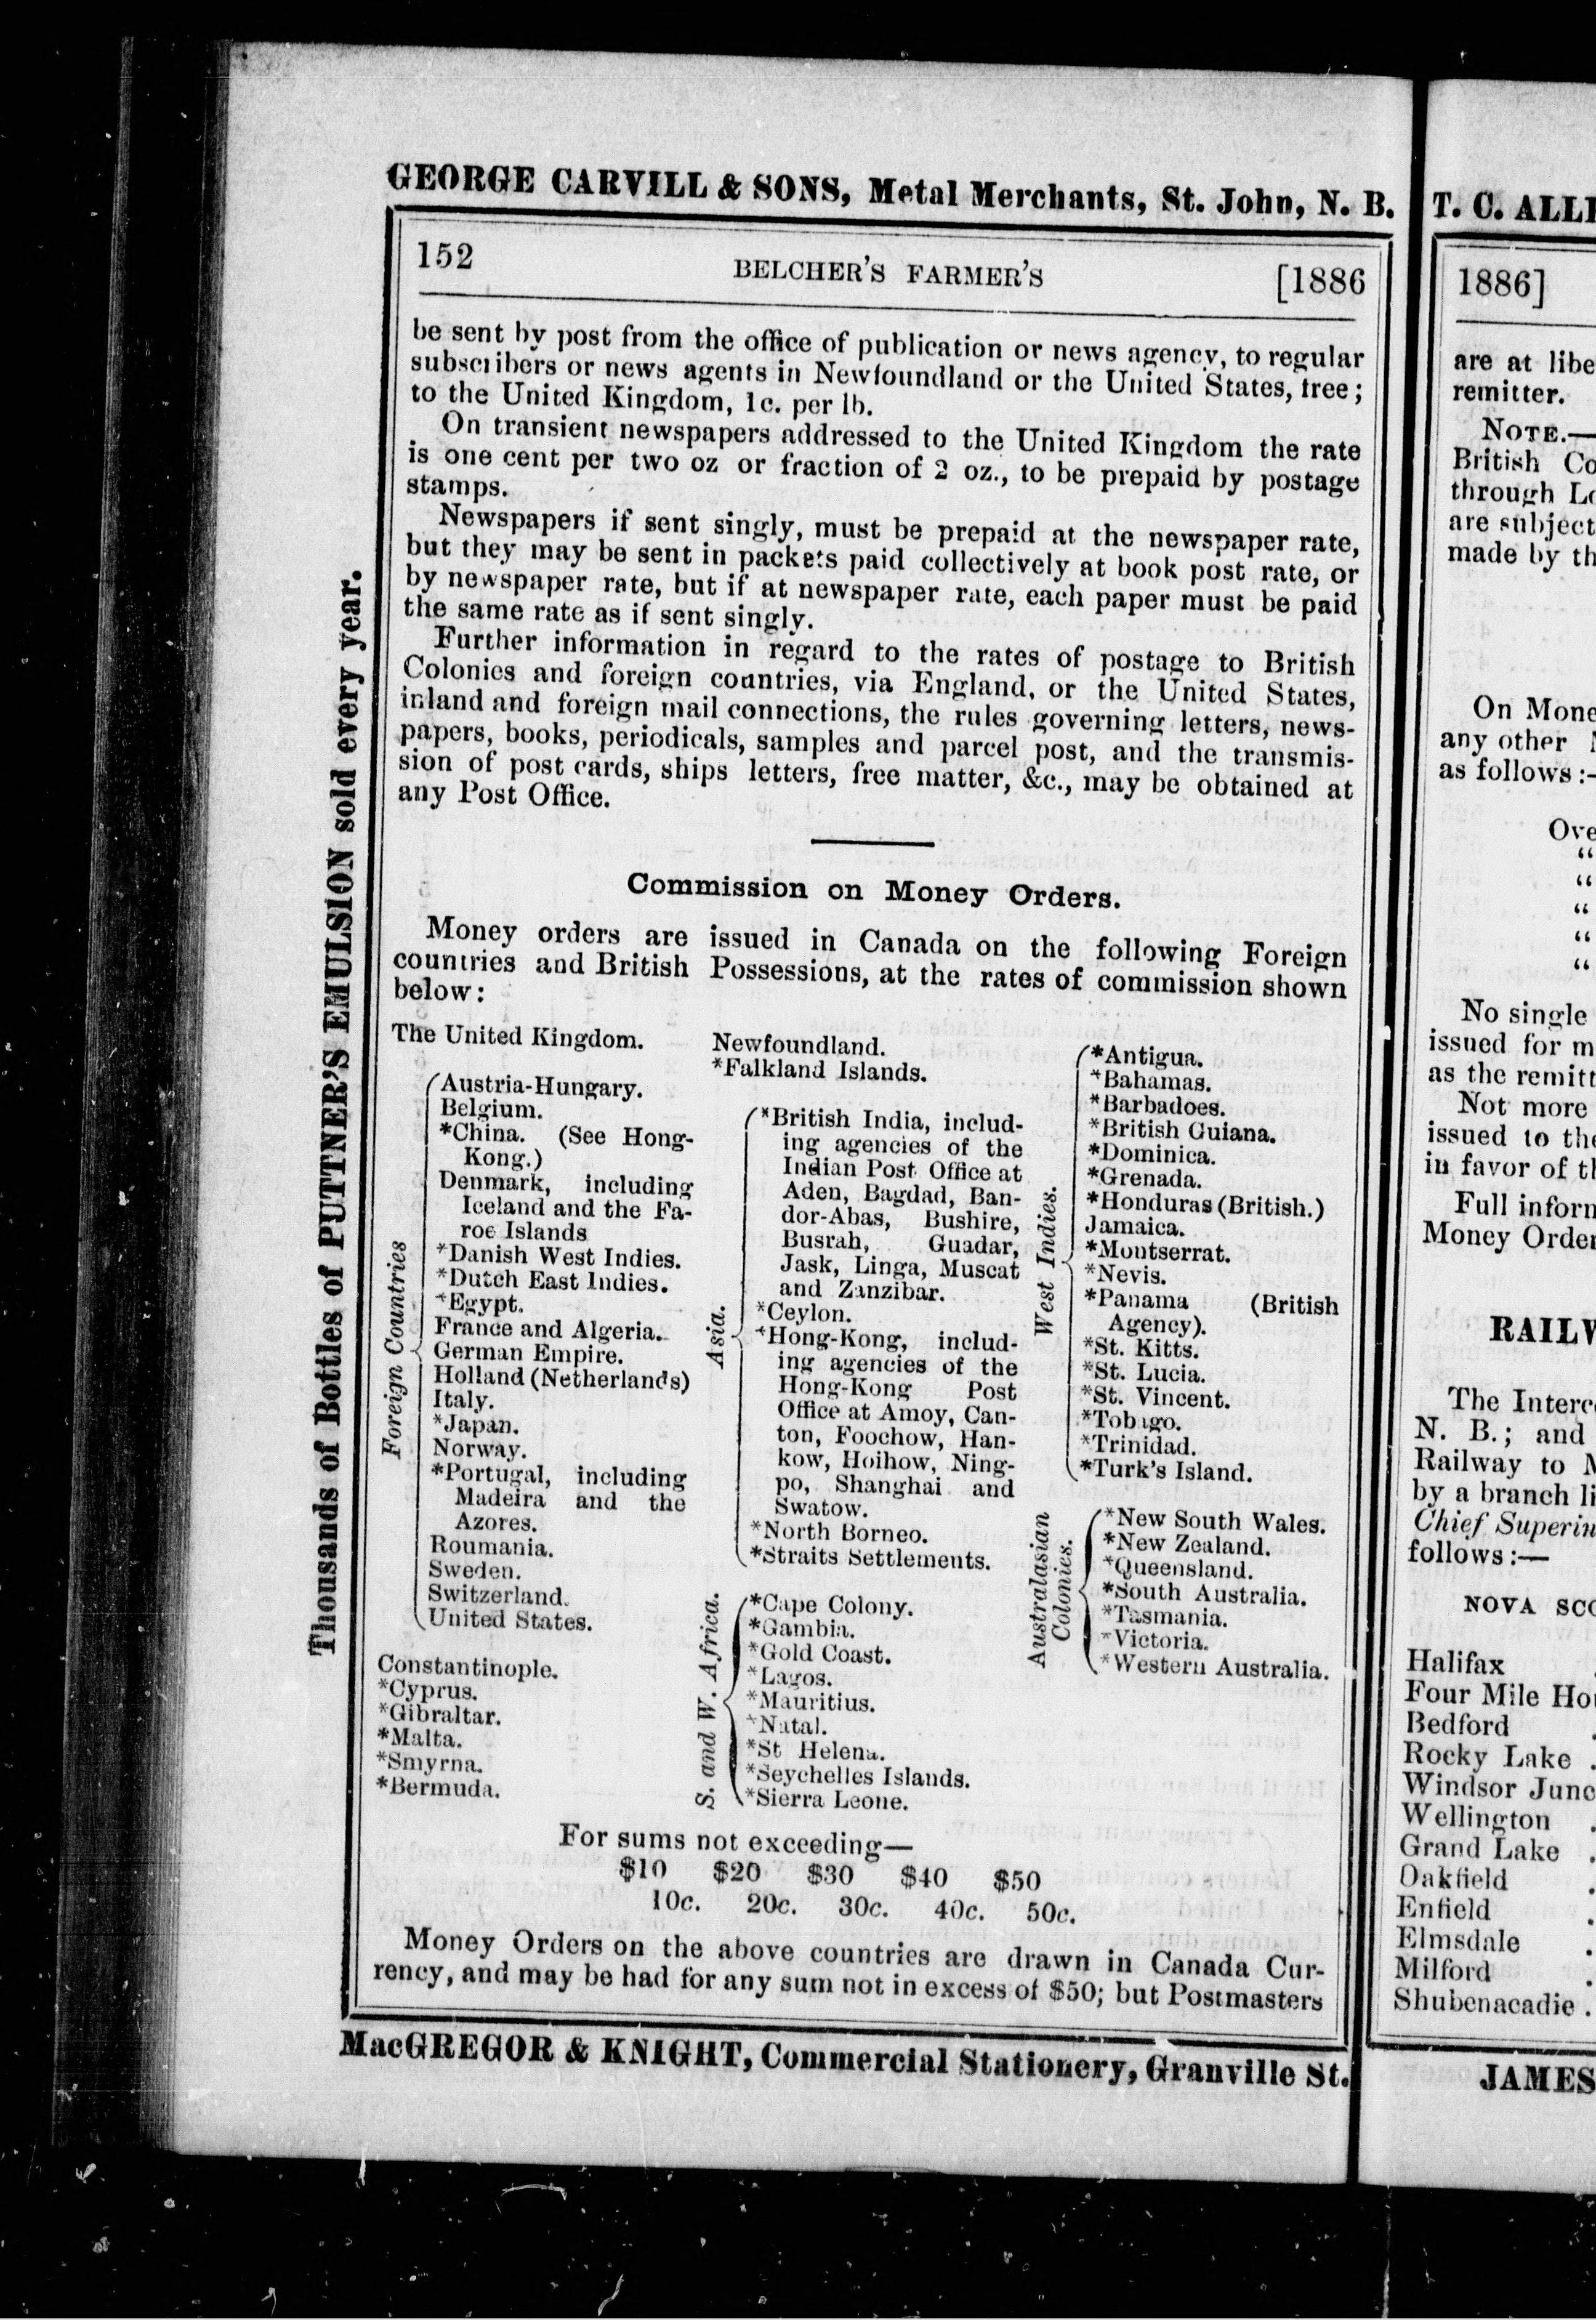 GEORGE CARVILL & SONS, Metal Merchants, St. John, N. B.
152 BELCHER'S FARMER'S [1886
be sent by post from the office of publication or news agency, to regular
subscribers or news agents in Newfoundland or the United States, free;
to the United Kingdom, 1c. per lb.
On transient newspapers addressed to the United Kingdom the rate
is one cent per two oz or fraction of 2 oz., to be prepaid by postage
stamps.
Newspapers if sent singly, must be prepaid at the newspaper rate,
but they may be sent in packets paid collectively at book post rate, or
by newspaper rate, but if at newspaper rate, each paper must be paid
the same rate as if sent singly.
Further information in regard to the rates of postage to British
Colonies and foreign countries, via England, or the United States,
inland and foreign mail connections, the rules governing letters, news-
papers, books, periodicals, samples and parcel post, and the transmis-
sion of post cards, ships letters, free matter, &c., may be obtained at
any Post Office.
Commission on Money Orders.
Money orders are issued in Canada on the following Foreign
countries and British Possessions, at the rates of commission shown
below:
The United Kingdom.
Foreign Countries
Austria-Hungary.
Belgium.
*China. (See Hong-
Kong.)
Denmark, including
Iceland and the Fa-
roe Islands
*Danish West Indies.
*Dutch East Indies.
*Egypt.
France and Algeria.
German Empire.
Holland (Netherlands)
Italy.
*Japan.
Norway.
*Portugal, including
Madeira and the
Azores.
Roumania.
Sweden.
Switzerland.
United States.
Constantinople.
*Cyprus.
*Gibraltar.
*Malta.
*Smyrna.
*Bermuda.
Newfoundland.
*Falkland Islands.
Asia.
*British India, includ-
ing agencies of the
Indian Post Office at
Aden, Bagdad, Ban-
dor-Abas, Bushire,
Busrah, Guadar,
Jask, Linga, Muscat
and Zanzibar.
*Ceylon.
*Hong-Kong, includ-
ing agencies of the
Hong-Kong Post
Office at Amoy, Can-
ton, Foochow, Han-
kow, Hoihow, Ning-
po, Shanghai and
Swatow.
*North Borneo.
*Straits Settlements.
S. and W. Africa.
*Cape Colony.
*Gambia.
*Gold Coast.
*Lagos.
*Mauritius.
*Natal.
*St Helena.
*Seychelles Islands.
*Sierra Leone.
West Indies.
*Antigua.
*Bahamas.
*Barbadoes.
*British Guiana.
*Dominica.
*Grenada.
*Honduras (British.)
Jamaica.
*Montserrat.
*Nevis.
*Panama (British
Agency).
*St. Kitts.
*St. Lucia.
*St. Vincent.
*Tobago.
*Trinidad.
*Turk's Island.
Australasian
Colonies.
*New South Wales.
*New Zealand.
*Queensland.
*South Australia.
*Tasmania.
*Victoria.
*Western Australia.
For sums not exceeding—
$10 $20 $30 $40 $50
10c. 20c. 30c. 40c. 50c.
Money Orders on the above countries are drawn in Canada Cur-
rency, and may be had for any sum not in excess of $50; but Postmasters
MacGREGOR & KNIGHT, Commercial Stationery, Granville St.
Thousands of Bottles of PUTTNER'S EMULSION sold every year.
T. C.
1886]
are at
remitter.
NOTE.—
British
through
are subject
made by
On
any other
as follows:-
"
"
"
"
"
No single
issued for
as the
Not more
issued to
in favor of
Full
Money
The
N. B.; and
Railway to
by a branch
Chief
follows:—
NOVA
Halifax
Four Mile
Bedford
Rocky Lake
Windsor
Wellington
Grand Lake
Oakfield
Enfield
Elmsdale
Milford
Shubenacadie
JAMES